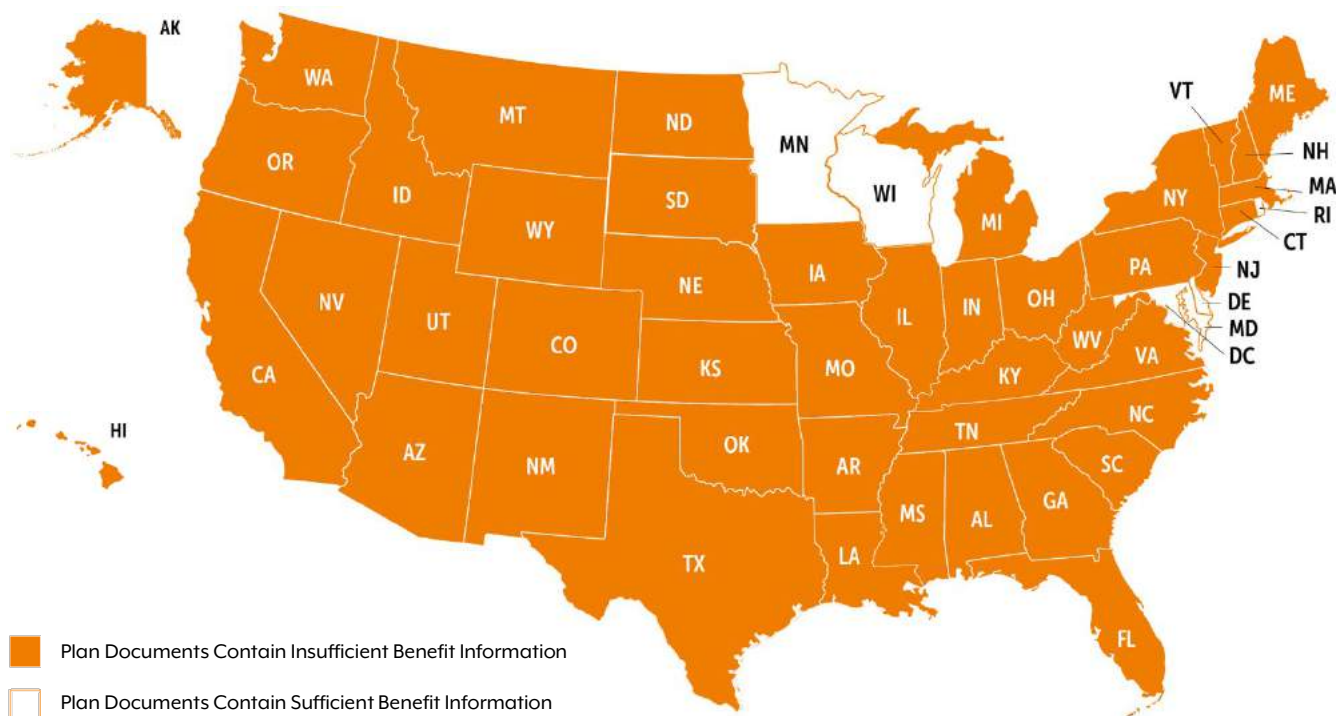 AK
WA
MT
ND
MN
VT
ME
OR
ID
SD
WI
NH
WY
MI
NY
MA
RI
CT
IA
NE
PA
NJ
NV
UT
CO
IL
IN
OH
DE
MD
DC
WV
VA
CA
KS
MO
KY
HI
AZ
NM
OK
AR
TN
NC
SC
MS
AL
GA
TX
LA
FL
Plan Documents Contain Insufficient Benefit Information
Plan Documents Contain Sufficient Benefit Information